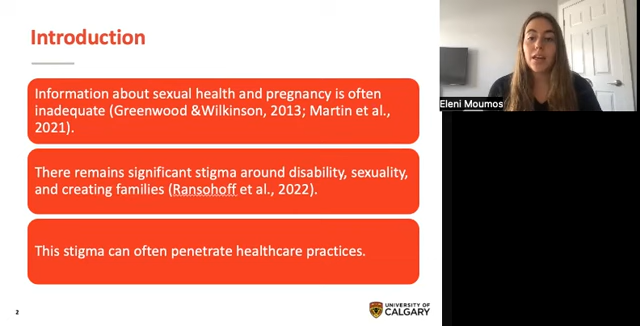 Introduction
Information about sexual health and pregnancy is often
inadequate (Greenwood &Wilkinson, 2013; Martin et al.,
2021).
There remains significant stigma around disability, sexuality,
and creating families (Ransohoff et al., 2022).
This stigma can often penetrate healthcare practices.
2
UNIVERSITY OF
CALGARY
Eleni Moumos